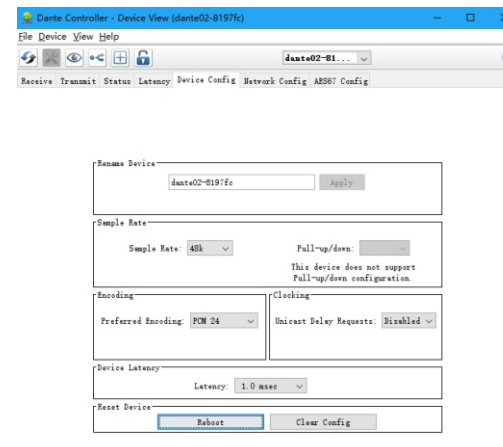 Dante Controller - Device View (dante02-8197fc)
File Device View Help
dante02-81...
Receive Transmit Status Latency Device Config Network Config AES67 Config
Rename Device
dante02-8197fc Apply
Sample Rate
Sample Rate: 48k Pull-up/down:
This device does not support
Pull-up/down configuration.
Encoding Clocking
Preferred Encoding: PCM 24 Unicast Delay Requests: Disabled
Device Latency
Latency: 1.0 msec
Reset Device
Reboot Clear Config